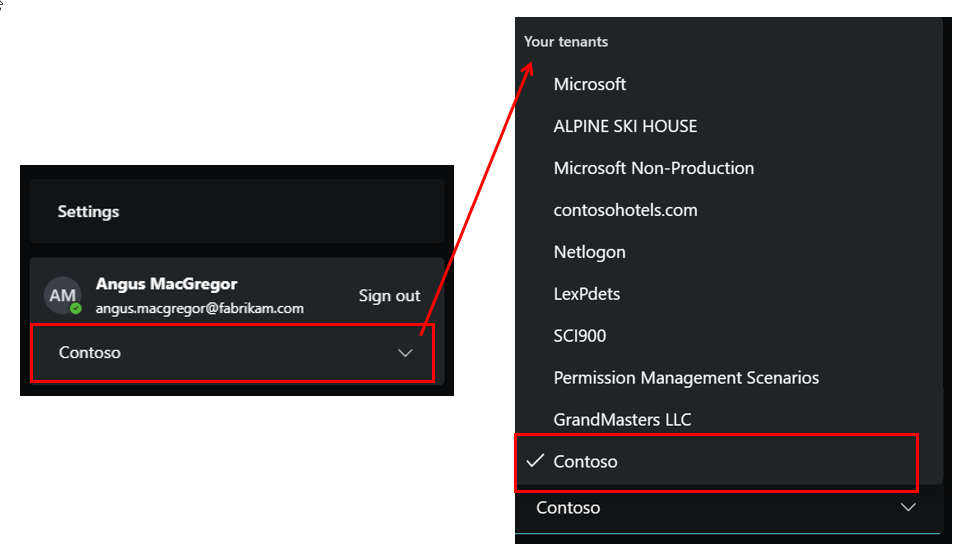 Settings
AM
Angus MacGregor
angus.macgregor@fabrikam.com
Sign out
Contoso
Your tenants
Microsoft
ALPINE SKI HOUSE
Microsoft Non-Production
contosohotels.com
Netlogon
LexPdets
SCI900
Permission Management Scenarios
GrandMasters LLC
Contoso
Contoso